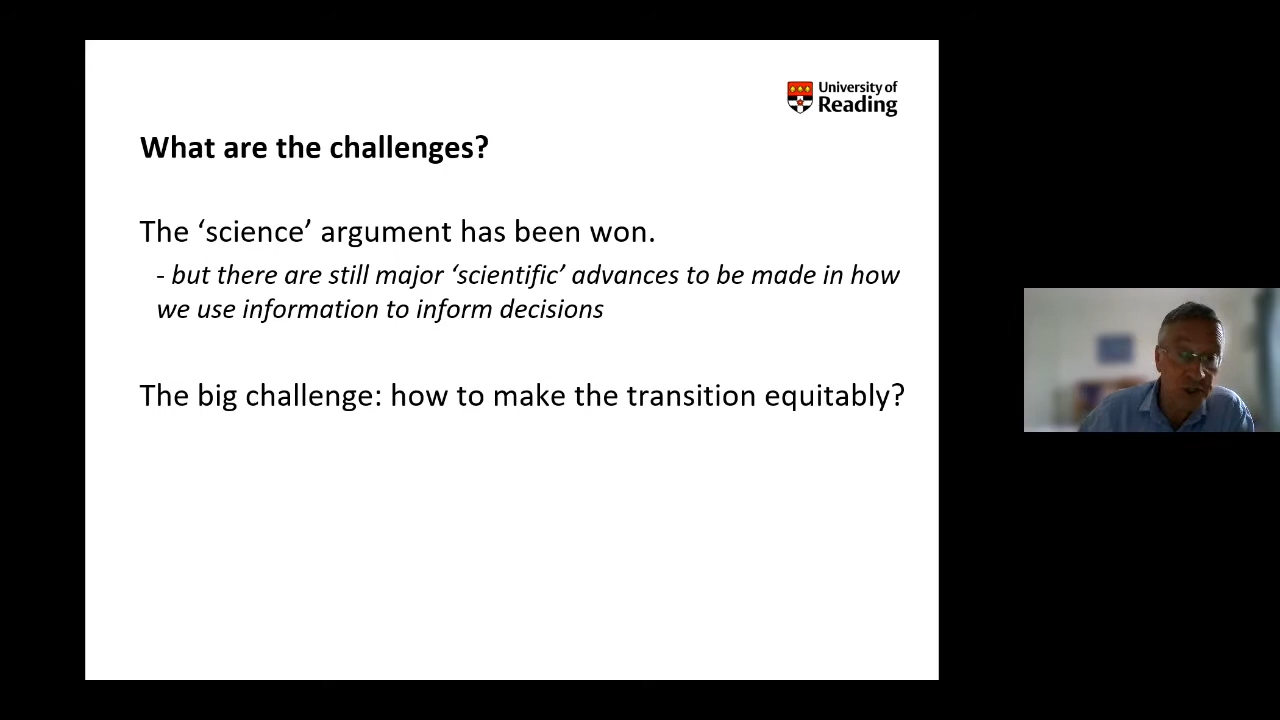 University of
Reading
What are the challenges?
The ‘science’ argument has been won.
- but there are still major ‘scientific’ advances to be made in how
we use information to inform decisions
The big challenge: how to make the transition equitably?